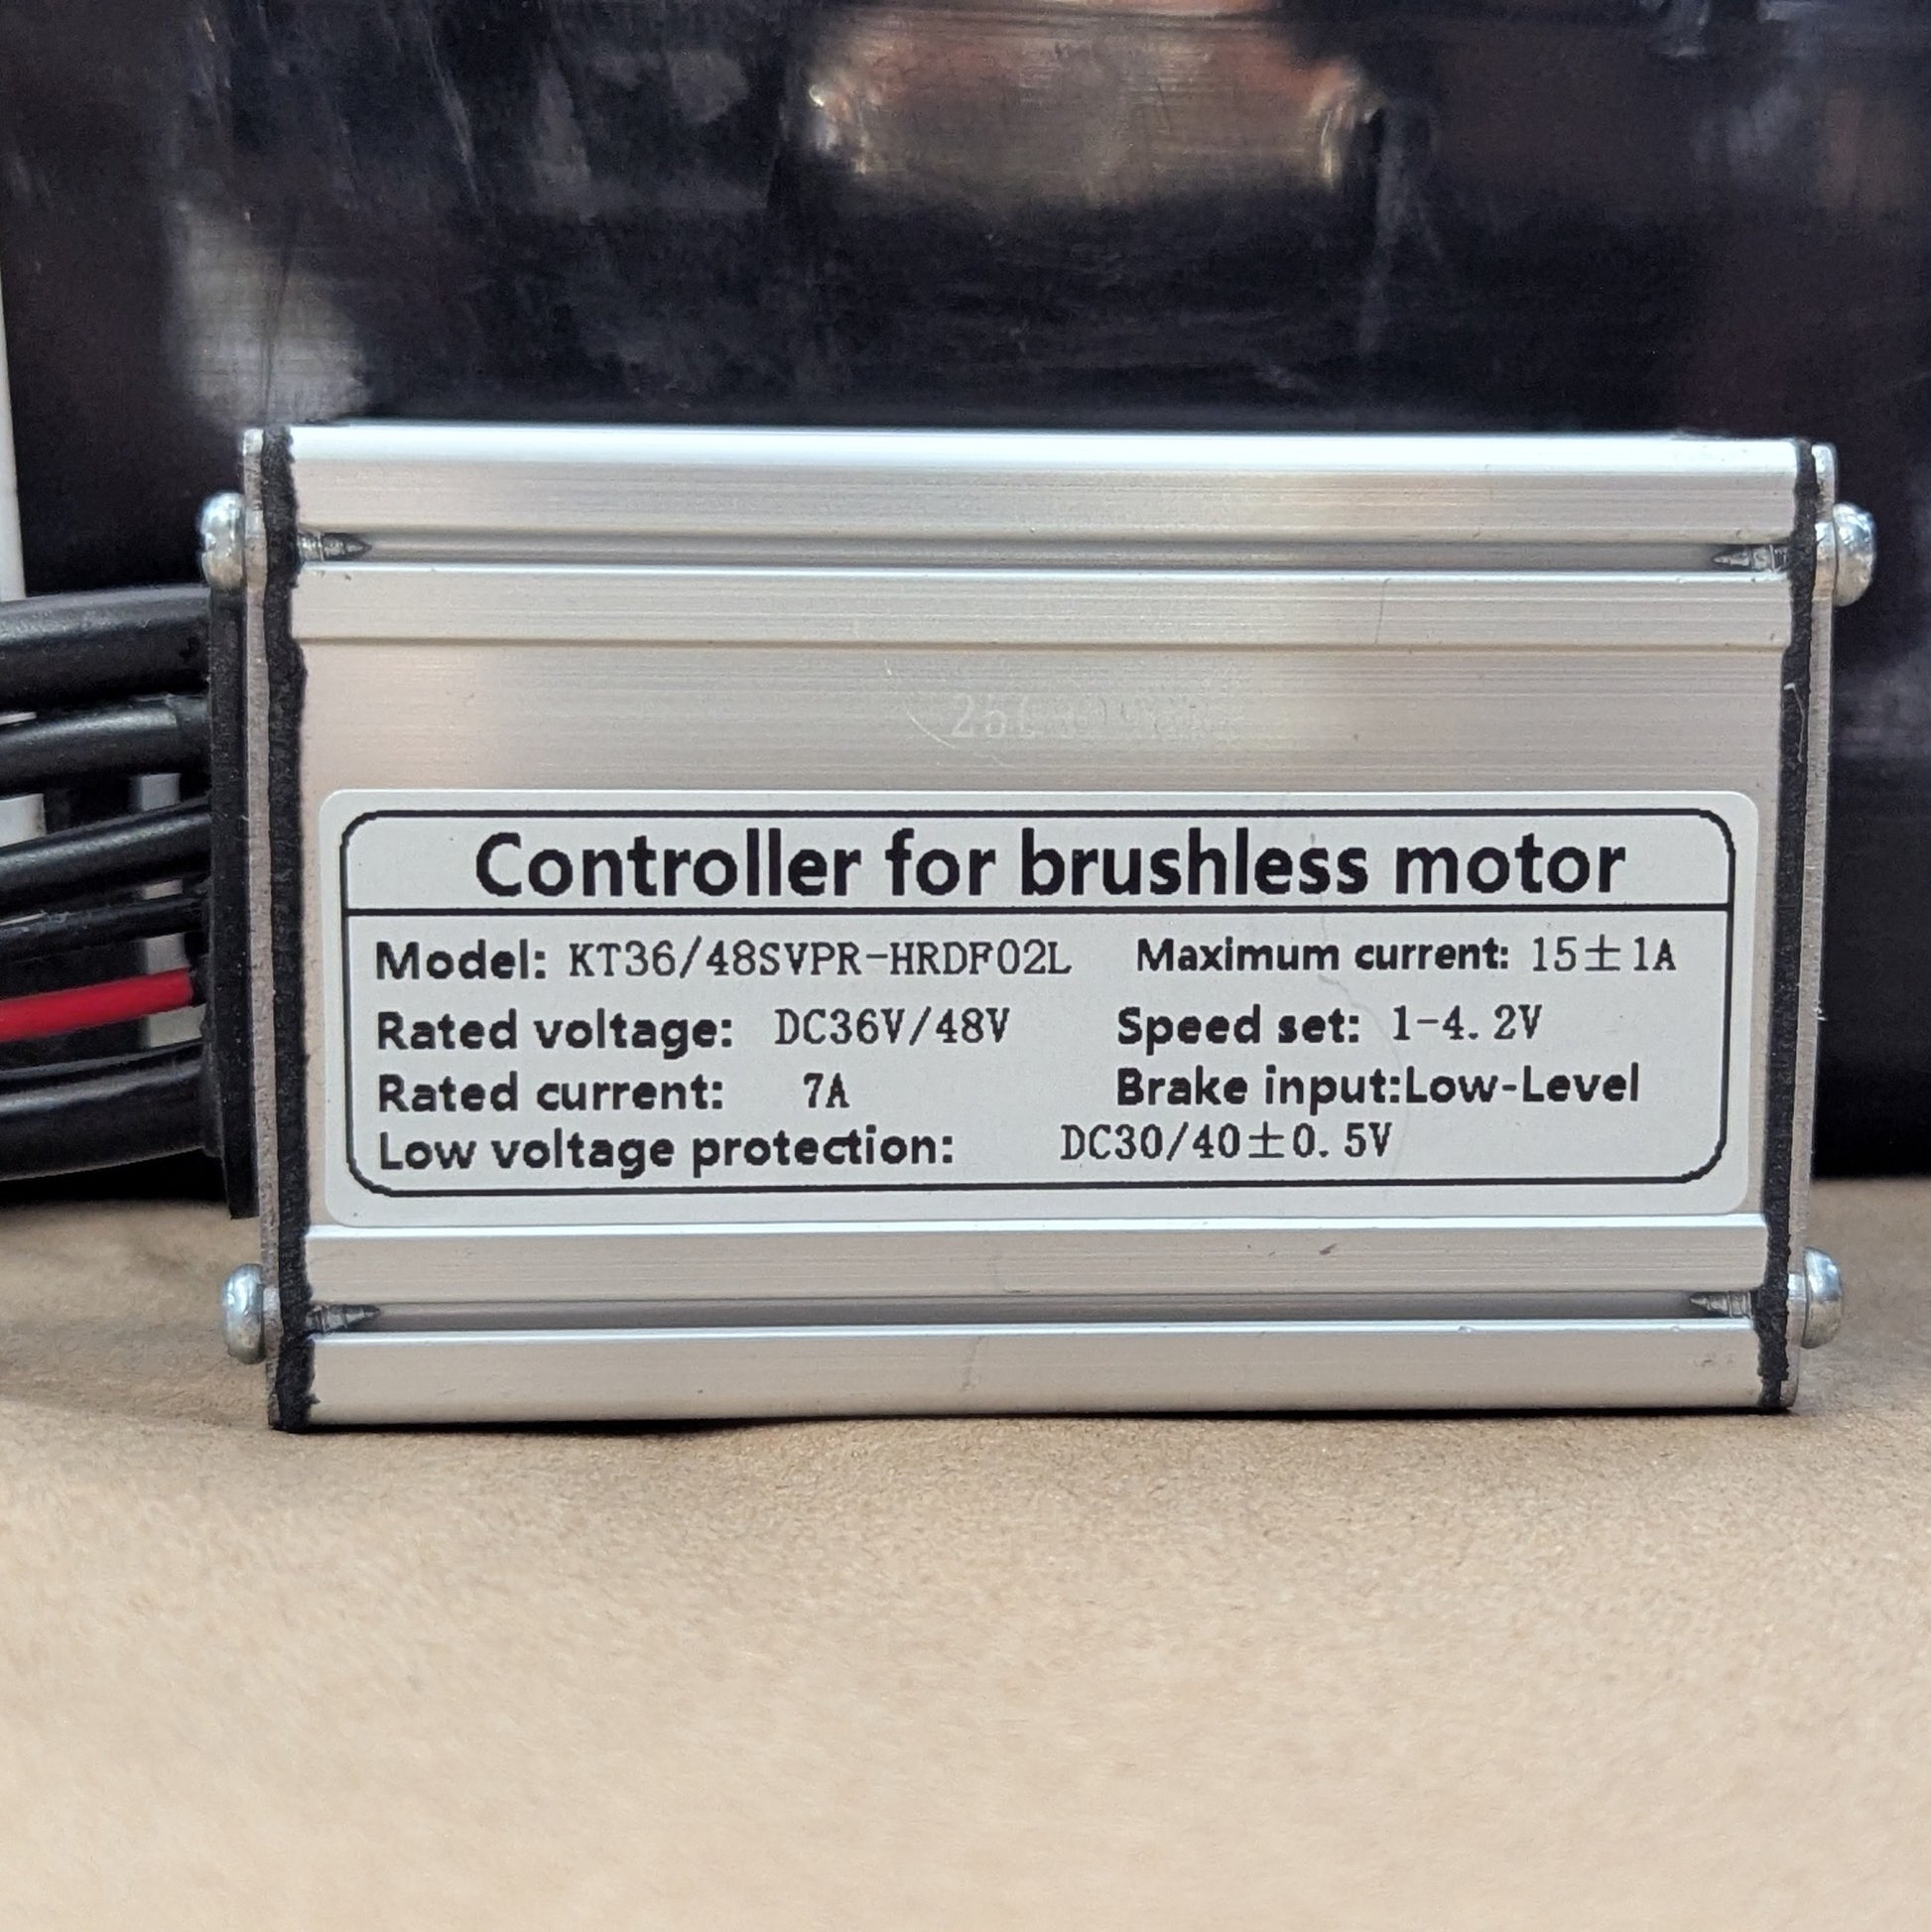 Controller for brushless motor
Model: KT36/48SVPR-HRDF02L Maximum current: 15±1A
Rated voltage: DC36V/48V Speed set: 1-4.2V
Rated current: 7A Brake input:Low-Level
Low voltage protection: DC30/40±0.5V